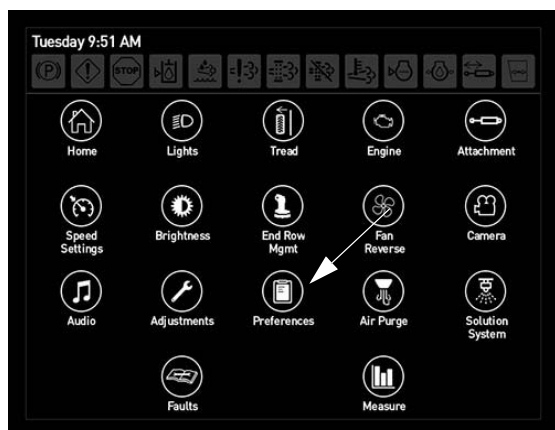 Tuesday 9:51 AM
(P) STOP
Home Lights Tread Engine Attachment
Speed Settings Brightness End Row Mgmt Fan Reverse Camera
Audio Adjustments Preferences Air Purge Solution System
Faults Measure